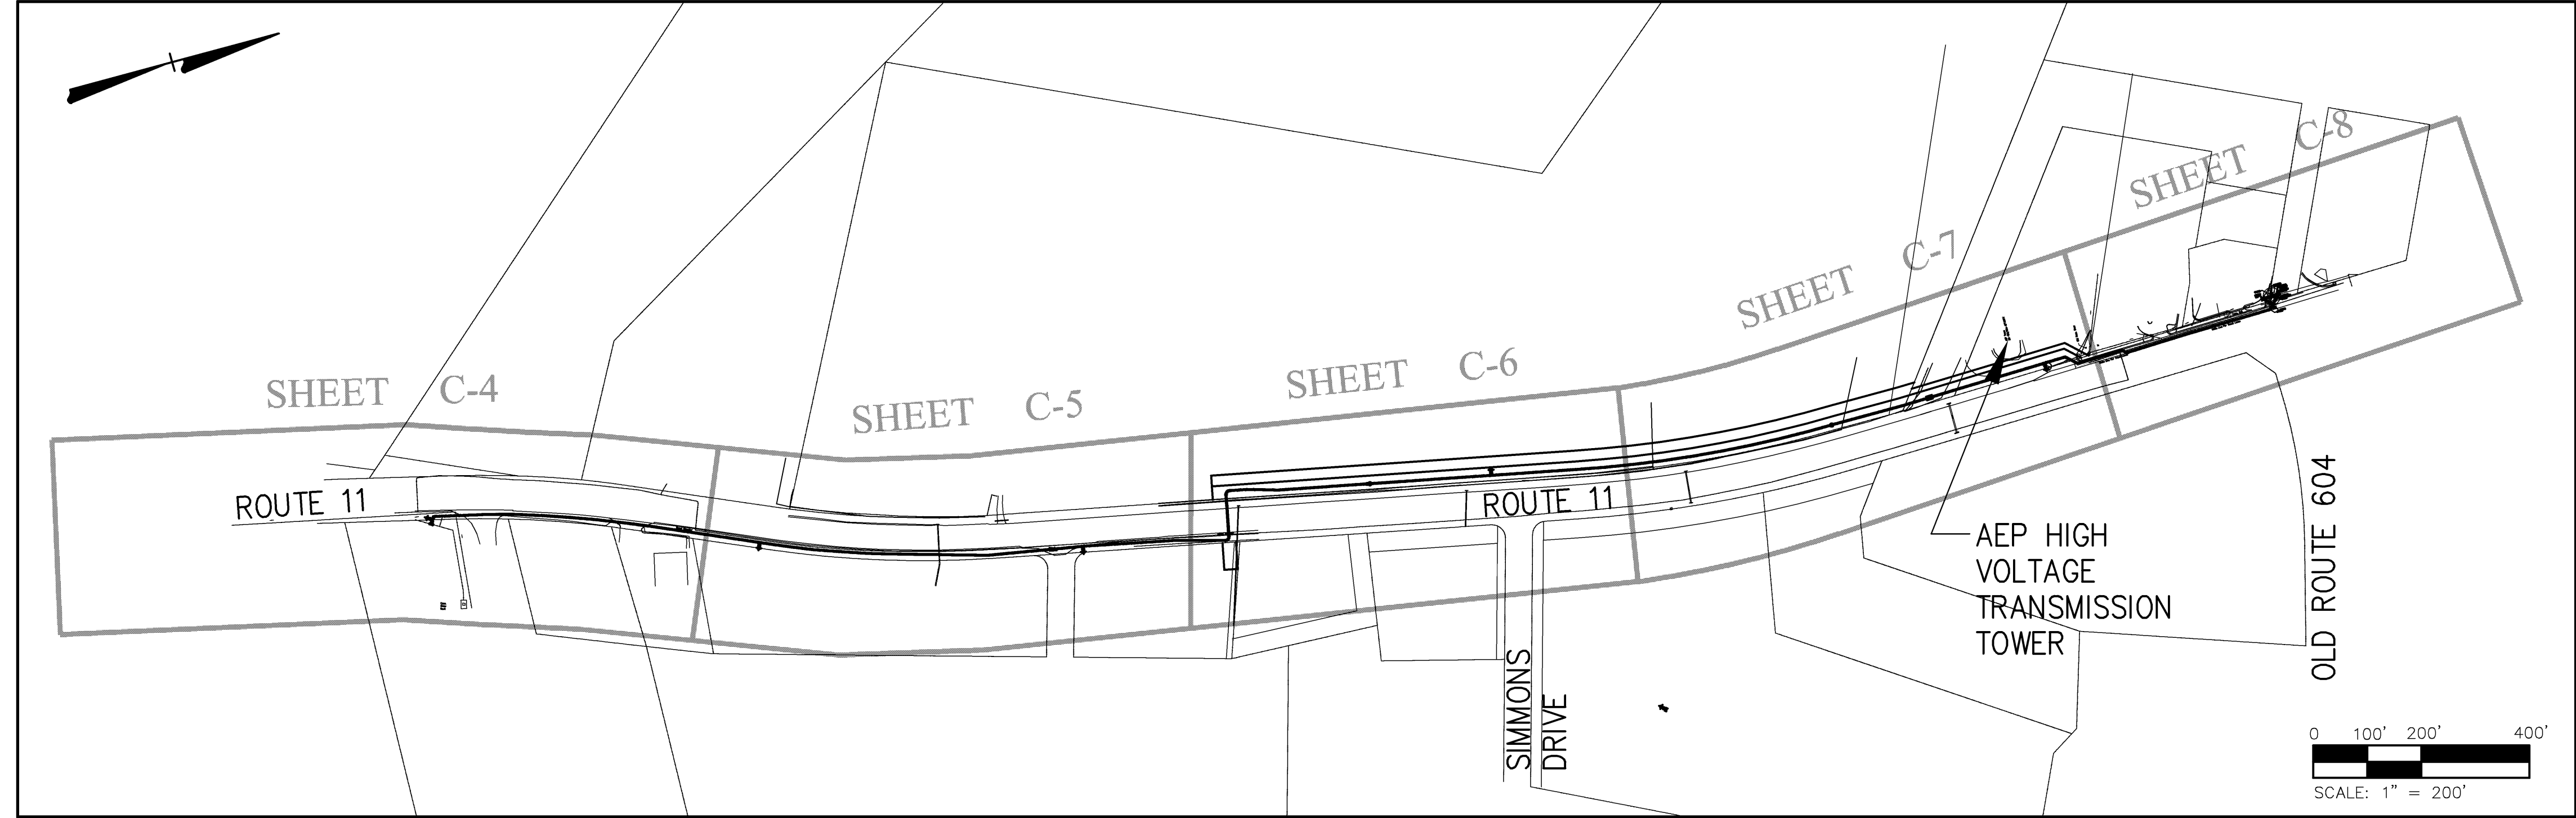 SHEET C-4
SHEET C-5
SHEET C-6
SHEET C-7
SHEET C-8
ROUTE 11
ROUTE 11
SIMMONS
DRIVE
AEP HIGH
VOLTAGE
TRANSMISSION
TOWER
OLD ROUTE 604
0 100' 200' 400'
SCALE: 1" = 200'